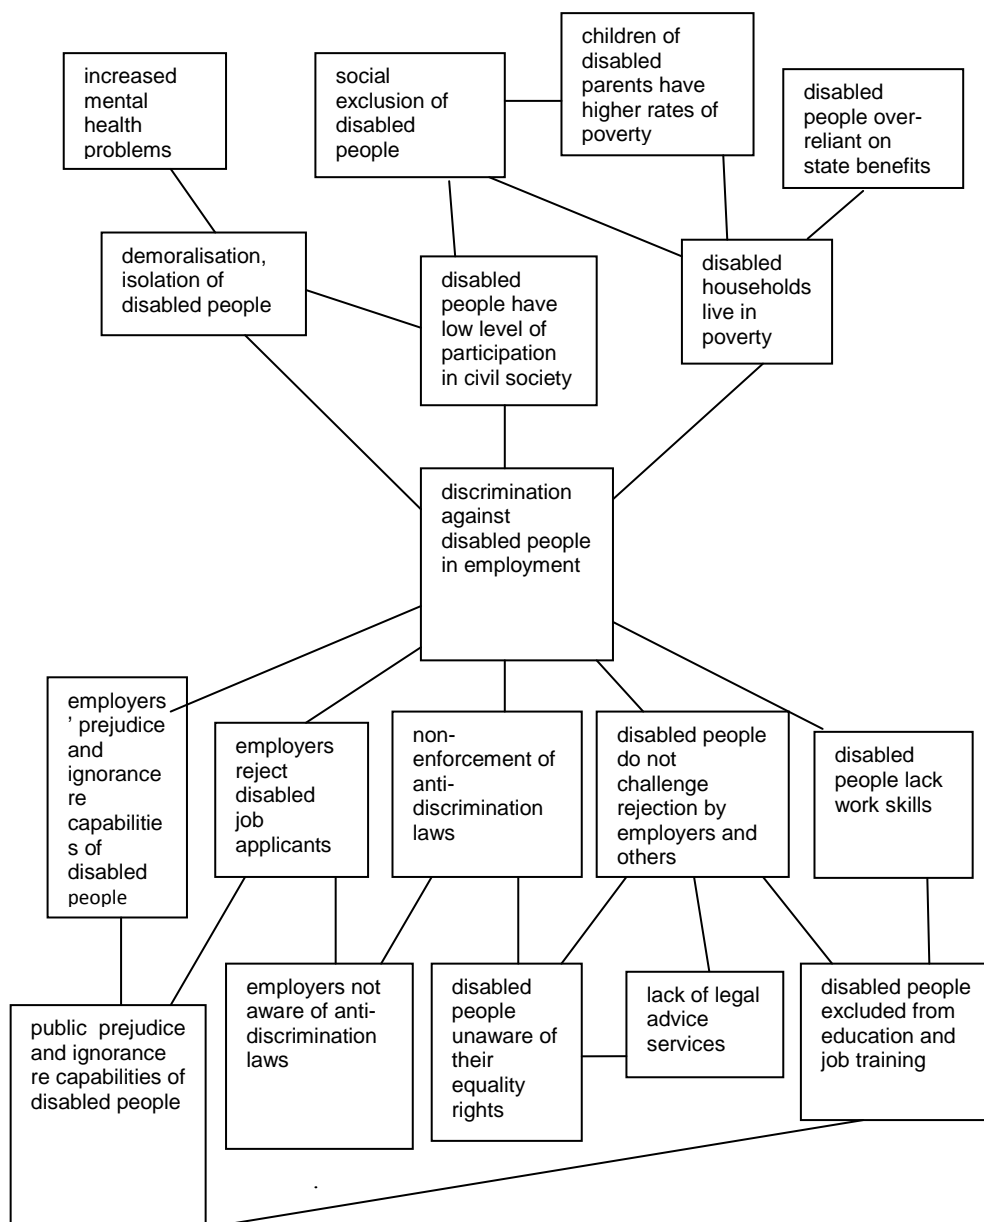 increased
mental
health
problems
social
exclusion of
disabled
people
children of
disabled
parents have
higher rates of
poverty
disabled
people over-
reliant on
state benefits
demoralisation,
isolation of
disabled people
disabled
people have
low level of
participation
in civil society
disabled
households
live in
poverty
discrimination
against
disabled people
in employment
employers
' prejudice
and
ignorance
re
capabilitie
s of
disabled
people
employers
reject
disabled
job
applicants
non-
enforcement of
anti-
discrimination
laws
disabled people
do not
challenge
rejection by
employers and
others
disabled
people lack
work skills
public  prejudice
and ignorance
re capabilities of
disabled people
employers not
aware of anti-
discrimination
laws
disabled
people
unaware of
their
equality
rights
lack of legal
advice
services
disabled people
excluded from
education and
job training
.